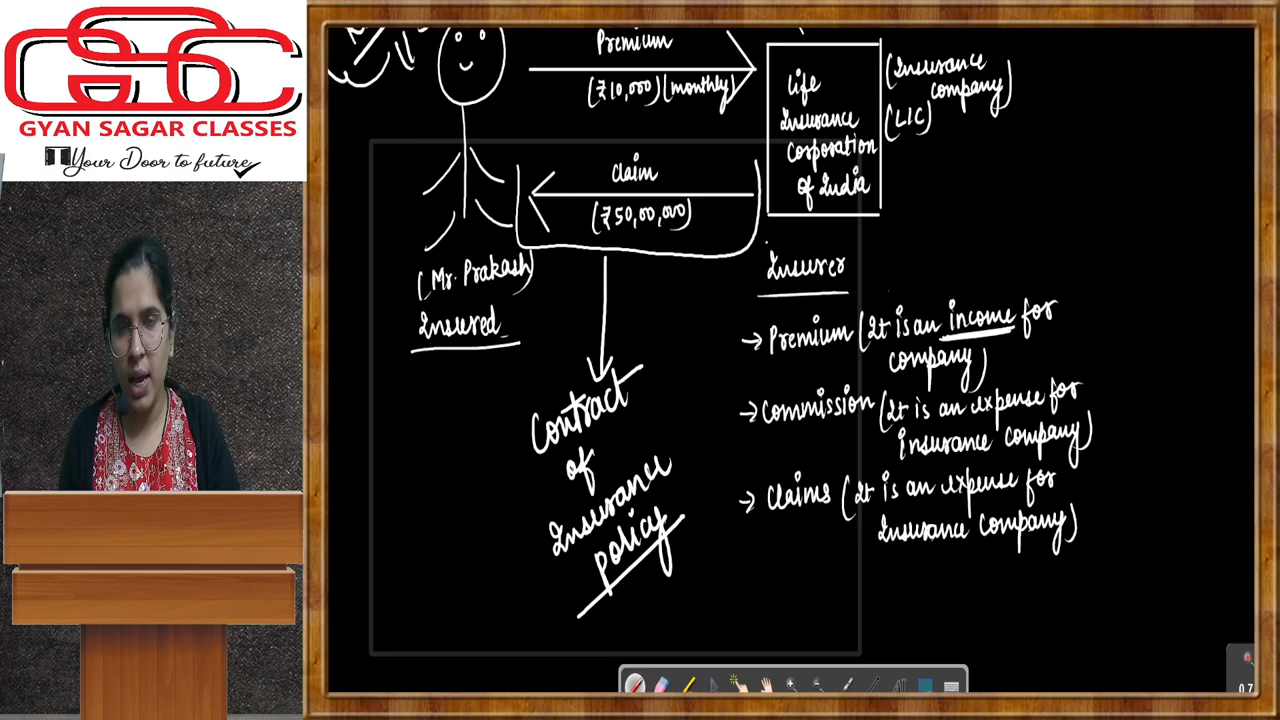 GSC
GYAN SAGAR CLASSES
Your Door to future
Premium
(₹10,000) (monthly)
Life
Insurance
Corporation
of India
(Insurance
company)
(LIC)
Claim
(₹50,00,000)
(Mr. Prakash)
Insured
Insurer
Contract
of
Insurance
policy
→ Premium (It is an income for
company)
→ Commission (It is an expense for
insurance company)
→ Claims (It is an expense for
Insurance company)
0.7